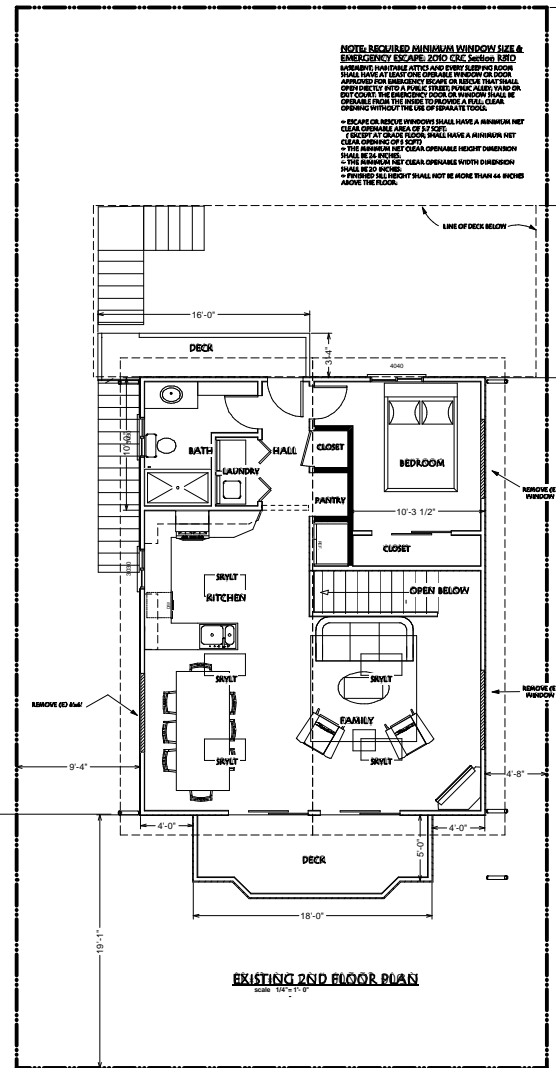 NOTE: REQUIRED MINIMUM WINDOW SIZE &
EMERGENCY ESCAPE: 2010 CRC Section R310
BASEMENT, HABITABLE ATTICS AND EVERY SLEEPING ROOM
SHALL HAVE AT LEAST ONE OPERABLE WINDOW OR DOOR
APPROVED FOR EMERGENCY ESCAPE OR RESCUE THAT SHALL
OPEN DIECTLY INTO A PUBLIC STREET, PUBLIC ALLEY, YARD OR
EXIT COURT. THE EMERGENCY DOOR OR WINDOW SHALL BE
OPERABLE FROM THE INSIDE TO PROVIDE A FULL, CLEAR
OPENING WITHOUT THE USE OF SEPARATE TOOLS.
ESCAPE OR RESCUE WINDOWS SHALL HAVE A MINIMUM NET
CLEAR OPENABLE AREA OF 5.7 SQFT.
( EXCEPT AT GRADE FLOOR, SHALL HAVE A MINIMUM NET
CLEAR OPENING OF 5 SQFT)
THE MINIMUM NET CLEAR OPENABLE HEIGHT DIMENSION
SHALL BE 24 INCHES.
THE MINIMUM NET CLEAR OPENABLE WIDTH DIMENSION
SHALL BE 20 INCHES.
FINISHED SILL HEIGHT SHALL NOT BE MORE THAN 44 INCHES
ABOVE THE FLOOR.
LINE OF DECK BELOW
16'-0"
DECK
3'-4"
4040
BATH
HALL
CLOSET
BEDROOM
LAUNDRY
REMOVE (E)
WINDOW
PANTRY
10'-3 1/2"
CLOSET
SKYLT
KITCHEN
OPEN BELOW
SKYLT
SKYLT
REMOVE (E)
WINDOW
REMOVE (E) 4x4
FAMILY
SKYLT
SKYLT
9'-4"
4'-8"
4'-0"
4'-0"
5'-0"
DECK
18'-0"
19'-1"
EXISTING 2ND FLOOR PLAN
scale 1/4"= 1'- 0"